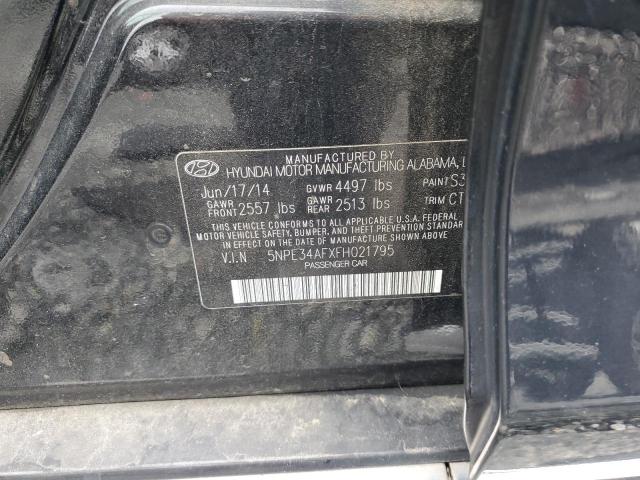 MANUFACTURED BY
HYUNDAI MOTOR MANUFACTURING ALABAMA, L
Jun/17/14 GVWR 4497 lbs PAINT S3
GAWR FRONT 2557 lbs GAWR REAR 2513 lbs TRIM CT
THIS VEHICLE CONFORMS TO ALL APPLICABLE U.S.A. FEDERAL
MOTOR VEHICLE SAFETY, BUMPER, AND THEFT PREVENTION STANDARD
IN EFFECT ON THE DATE OF MANUFACTURE SHOWN ABOVE.
V.I.N 5NPE34AFXFH021795
PASSENGER CAR